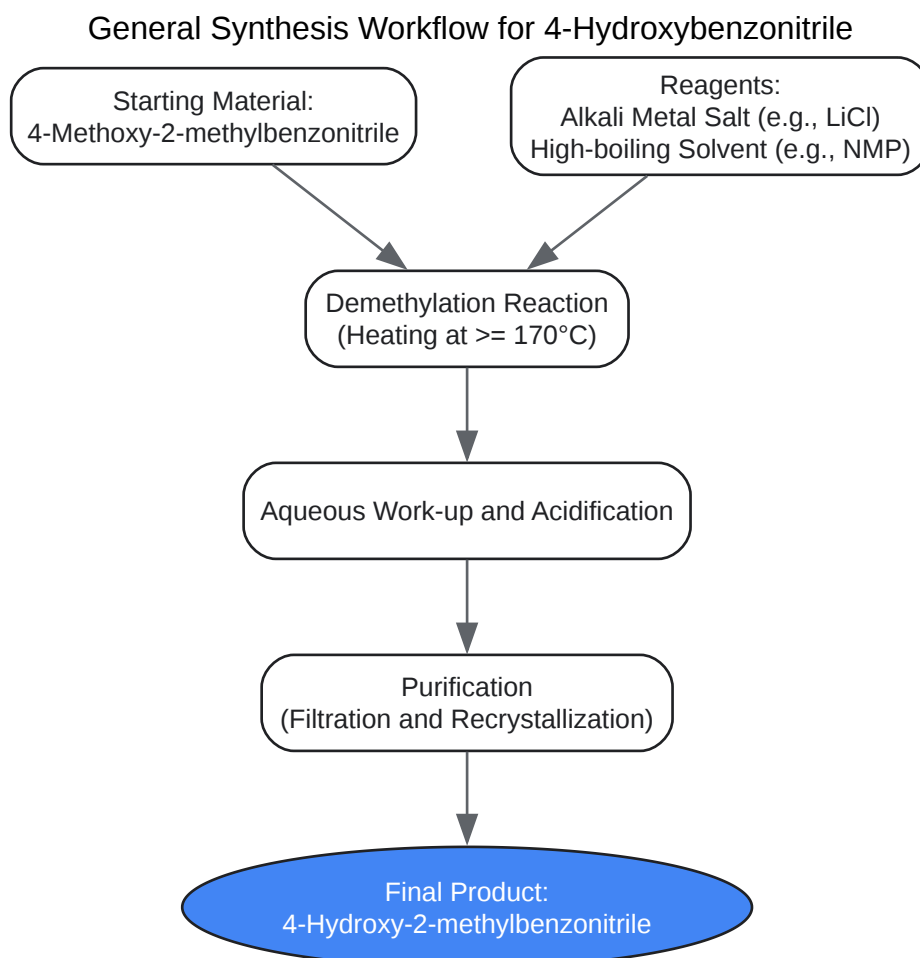 General Synthesis Workflow for 4-Hydroxybenzonitrile
Starting Material:
4-Methoxy-2-methylbenzonitrile
Reagents:
Alkali Metal Salt (e.g., LiCl)
High-boiling Solvent (e.g., NMP)
Demethylation Reaction
(Heating at >= 170°C)
Aqueous Work-up and Acidification
Purification
(Filtration and Recrystallization)
Final Product:
4-Hydroxy-2-methylbenzonitrile